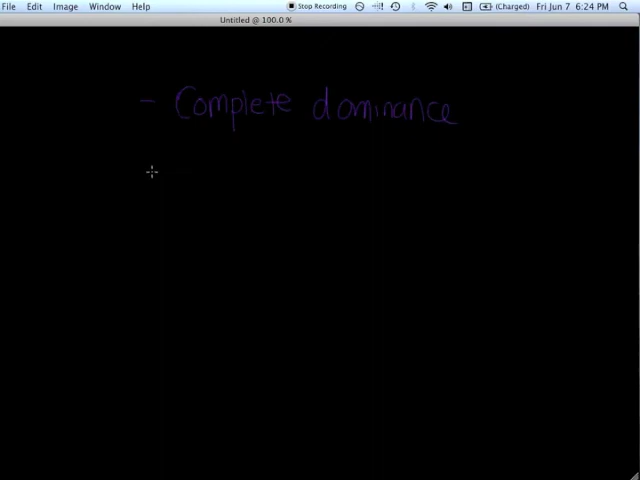 File Edit Image Window Help Stop Recording (Charged) Fri Jun 7 6:24 PM
Untitled @ 100.0 %
- Complete dominance